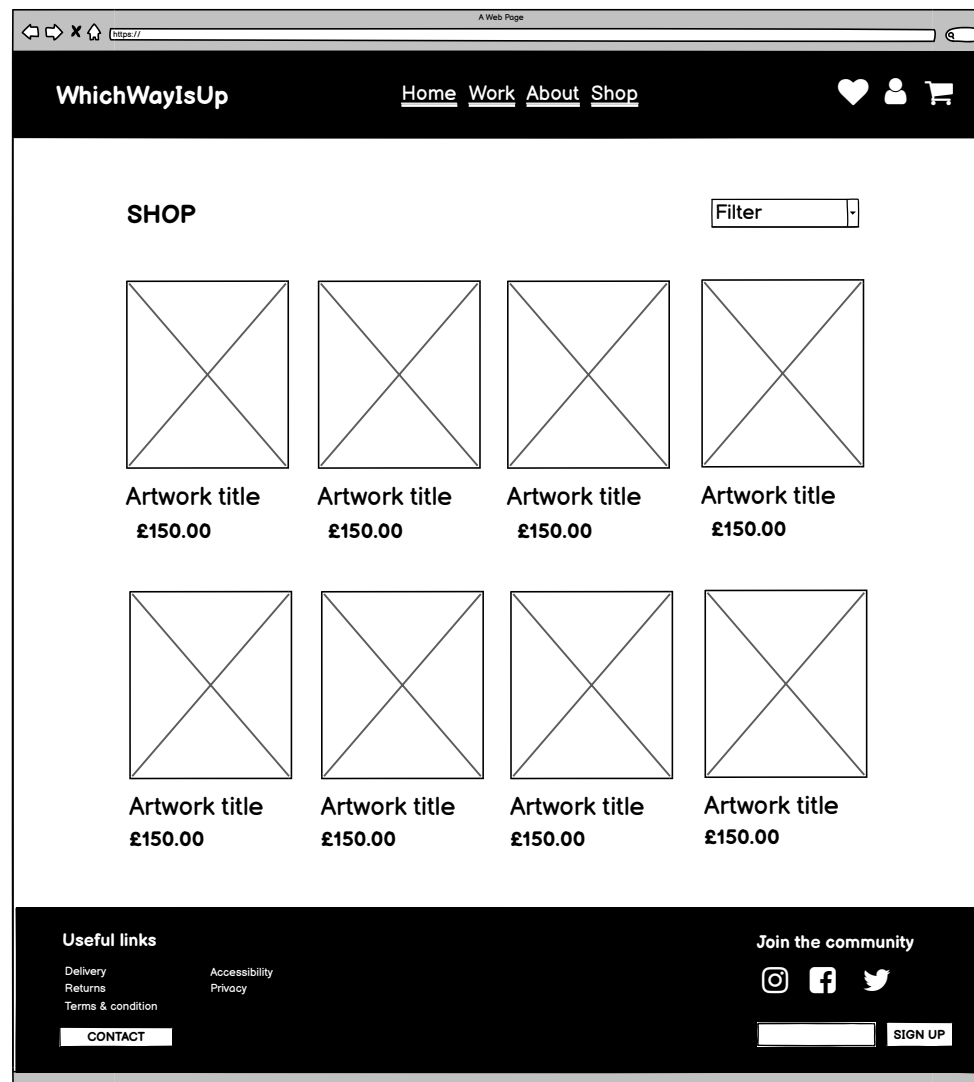 A Web Page
https://
WhichWayIsUp
Home Work About Shop
SHOP
Filter
Artwork title Artwork title Artwork title Artwork title
£150.00 £150.00 £150.00 £150.00
Artwork title Artwork title Artwork title Artwork title
£150.00 £150.00 £150.00 £150.00
Useful links
Delivery Accessibility
Returns Privacy
Terms & condition
CONTACT
Join the community
SIGN UP